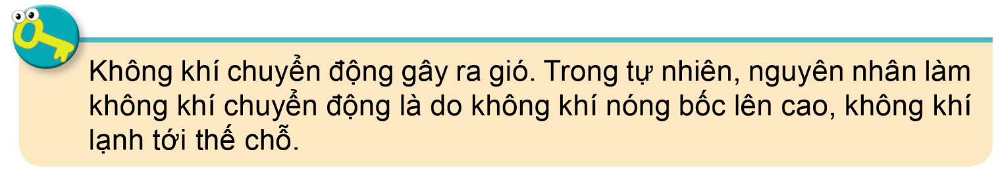 Không khí chuyển động gây ra gió. Trong tự nhiên, nguyên nhân làm
không khí chuyển động là do không khí nóng bốc lên cao, không khí
lạnh tới thế chỗ.